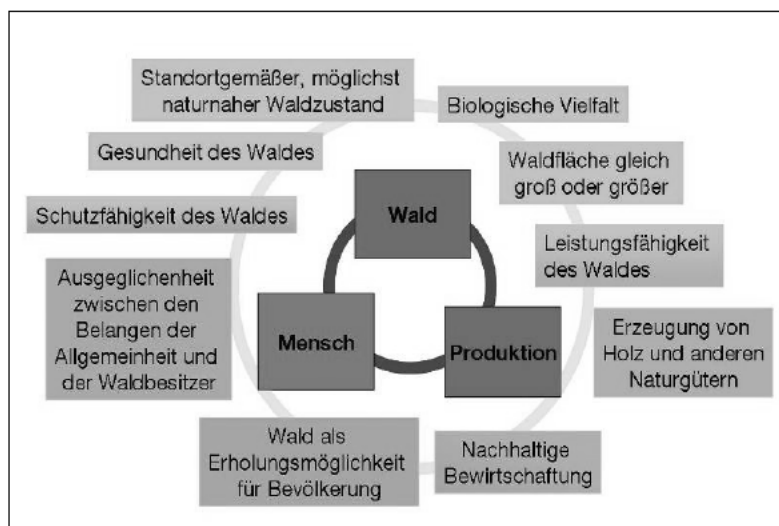 Standortgemäßer, möglichst
naturnaher Waldzustand
Biologische Vielfalt
Gesundheit des Waldes
Waldfläche gleich
groß oder größer
Schutzfähigkeit des Waldes
Wald
Leistungsfähigkeit
des Waldes
Ausgeglichenheit
zwischen den
Belangen der
Allgemeinheit und
der Waldbesitzer
Mensch
Produktion
Erzeugung von
Holz und anderen
Naturgütern
Wald als
Erholungsmöglichkeit
für Bevölkerung
Nachhaltige
Bewirtschaftung